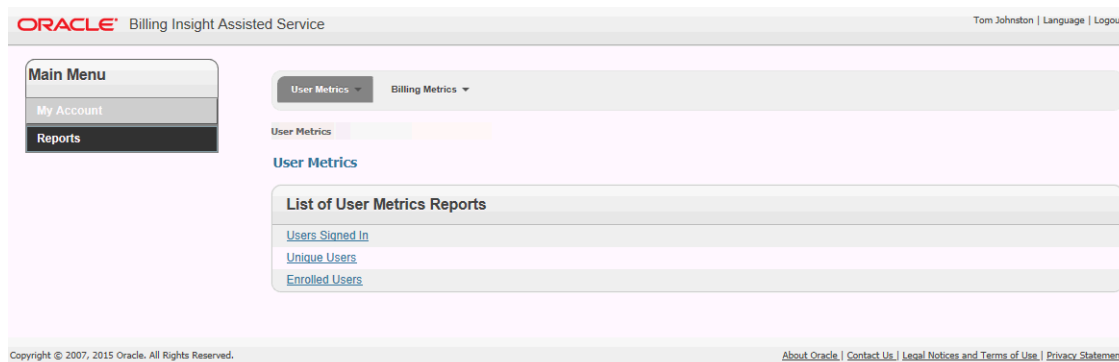 ORACLE® Billing Insight Assisted Service
Tom Johnston | Language | Logou
Main Menu
My Account
Reports
User Metrics
Billing Metrics
User Metrics
User Metrics
List of User Metrics Reports
Users Signed In
Unique Users
Enrolled Users
Copyright © 2007, 2015 Oracle. All Rights Reserved.
About Oracle | Contact Us | Legal Notices and Terms of Use | Privacy Statemen